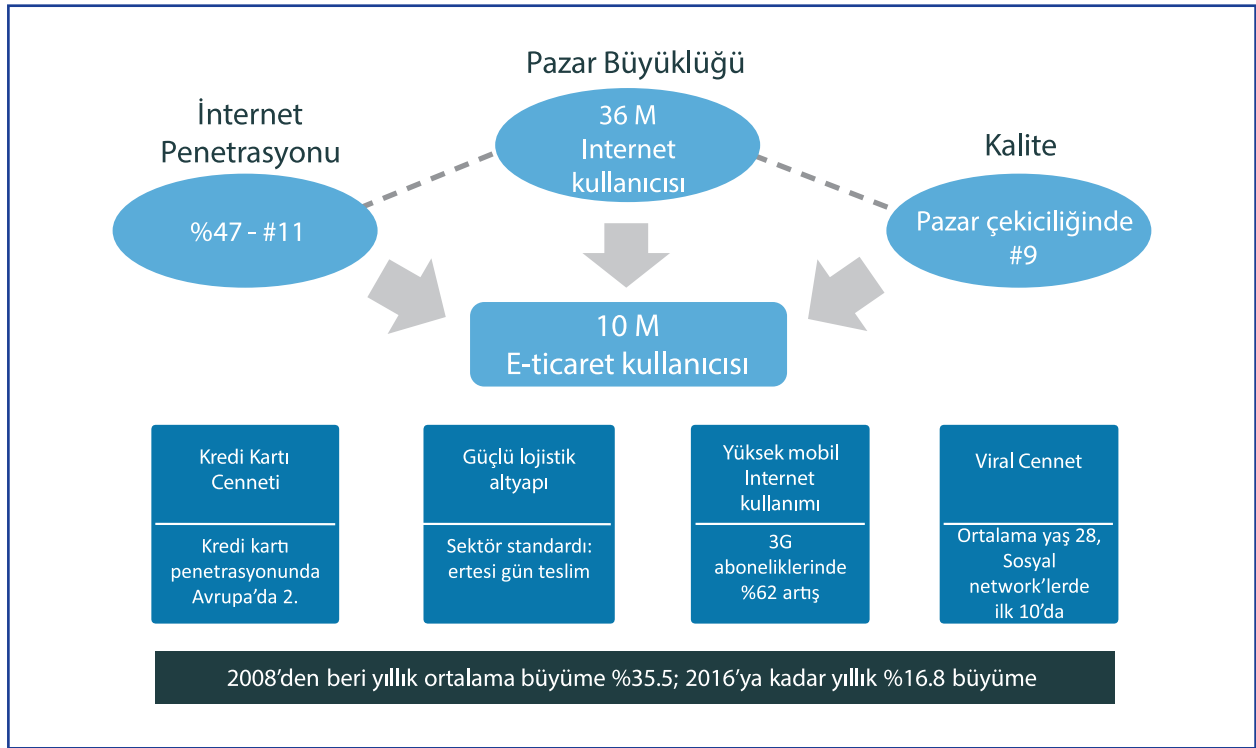 Pazar Büyüklüğü
36 M
Internet
kullanıcısı
İnternet
Penetrasyonu
%47 - #11
Kalite
Pazar çekiciliğinde
#9
10 M
E-ticaret kullanıcısı
Kredi Kartı
Cenneti
Kredi kartı
penetrasyonunda
Avrupa’da 2.
Güçlü lojistik
altyapı
Sektör standardı:
ertesi gün teslim
Yüksek mobil
Internet
kullanımı
3G
aboneliklerinde
%62 artış
Viral Cennet
Ortalama yaş 28,
Sosyal
network’lerde
ilk 10’da
2008’den beri yıllık ortalama büyüme %35.5; 2016’ya kadar yıllık %16.8 büyüme